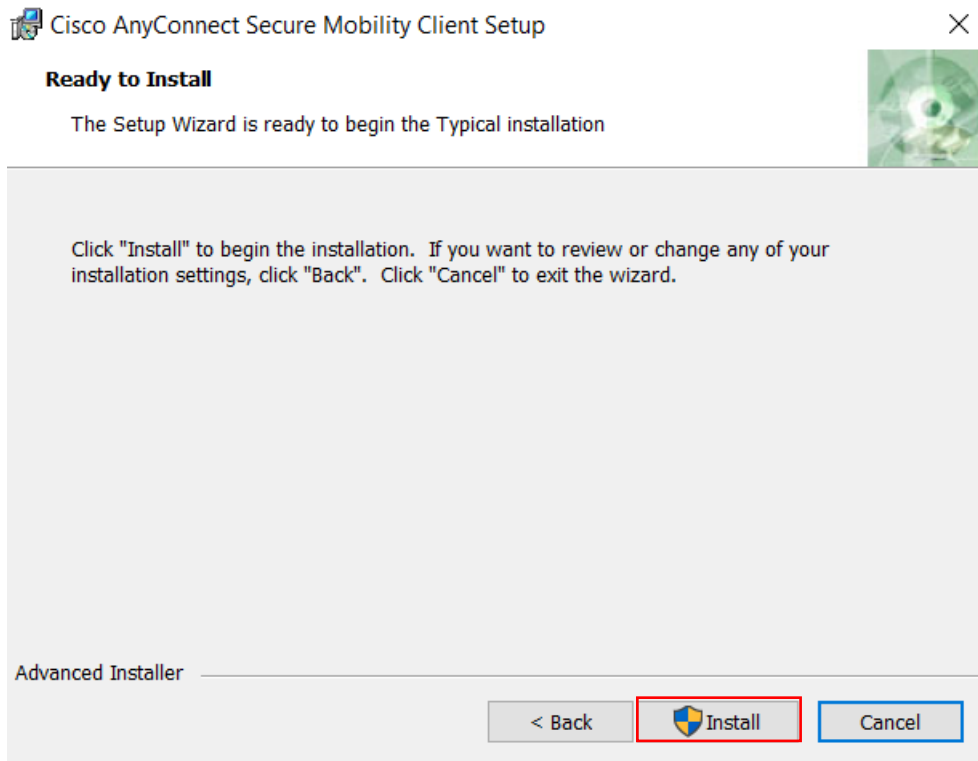 Cisco AnyConnect Secure Mobility Client Setup
Ready to Install
The Setup Wizard is ready to begin the Typical installation
Click "Install" to begin the installation.  If you want to review or change any of your
installation settings, click "Back".  Click "Cancel" to exit the wizard.
Advanced Installer
< Back
Install
Cancel